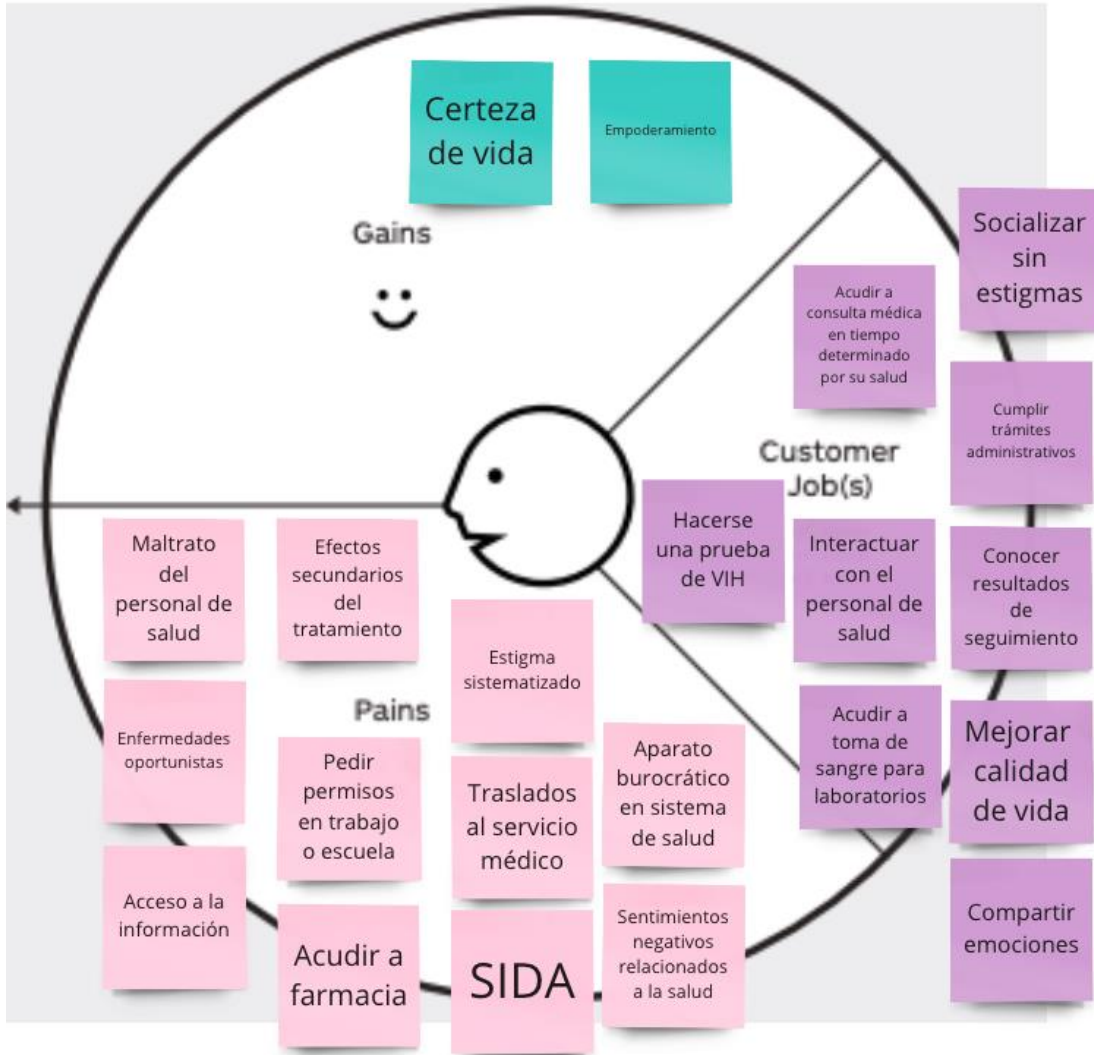 Certeza
de vida
Empoderamiento
Gains
Socializar
sin
estigmas
Acudir a
consulta médica
en tiempo
determinado
por su salud
Cumplir
trámites
administrativos
Customer
Job(s)
Hacerse
una prueba
de VIH
Interactuar
con el
personal de
salud
Conocer
resultados
de
seguimiento
Acudir a
toma de
sangre para
laboratorios
Mejorar
calidad
de vida
Compartir
emociones
Maltrato
del
personal de
salud
Efectos
secundarios
del
tratamiento
Estigma
sistematizado
Pains
Enfermedades
oportunistas
Pedir
permisos
en trabajo
o escuela
Traslados
al servicio
médico
Aparato
burocrático
en sistema
de salud
Acceso a la
información
Acudir a
farmacia
SIDA
Sentimientos
negativos
relacionados
a la salud